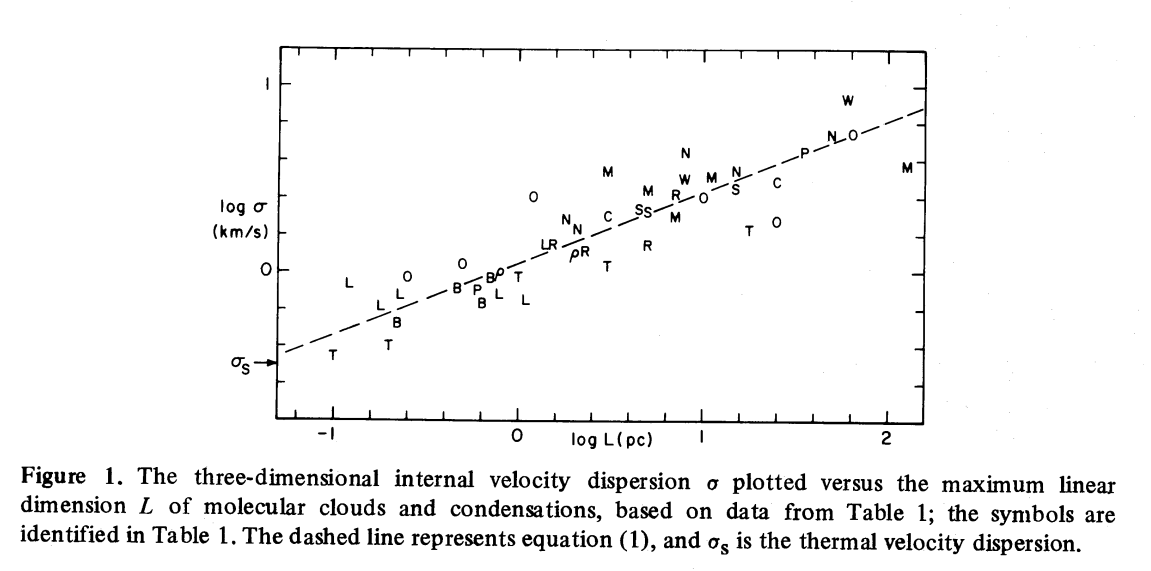 1
W
N O
N P
M W M N M
O M R O S C
log σ
N C S S M O
(km/s)
N T
L R ρ R R
0
O T
O B ρ T
L L B P L
L B L
B
T
T
σS
-1 0 1 2
log L (pc)
Figure 1. The three-dimensional internal velocity dispersion σ plotted versus the maximum linear
dimension L of molecular clouds and condensations, based on data from Table 1; the symbols are
identified in Table 1. The dashed line represents equation (1), and σs is the thermal velocity dispersion.